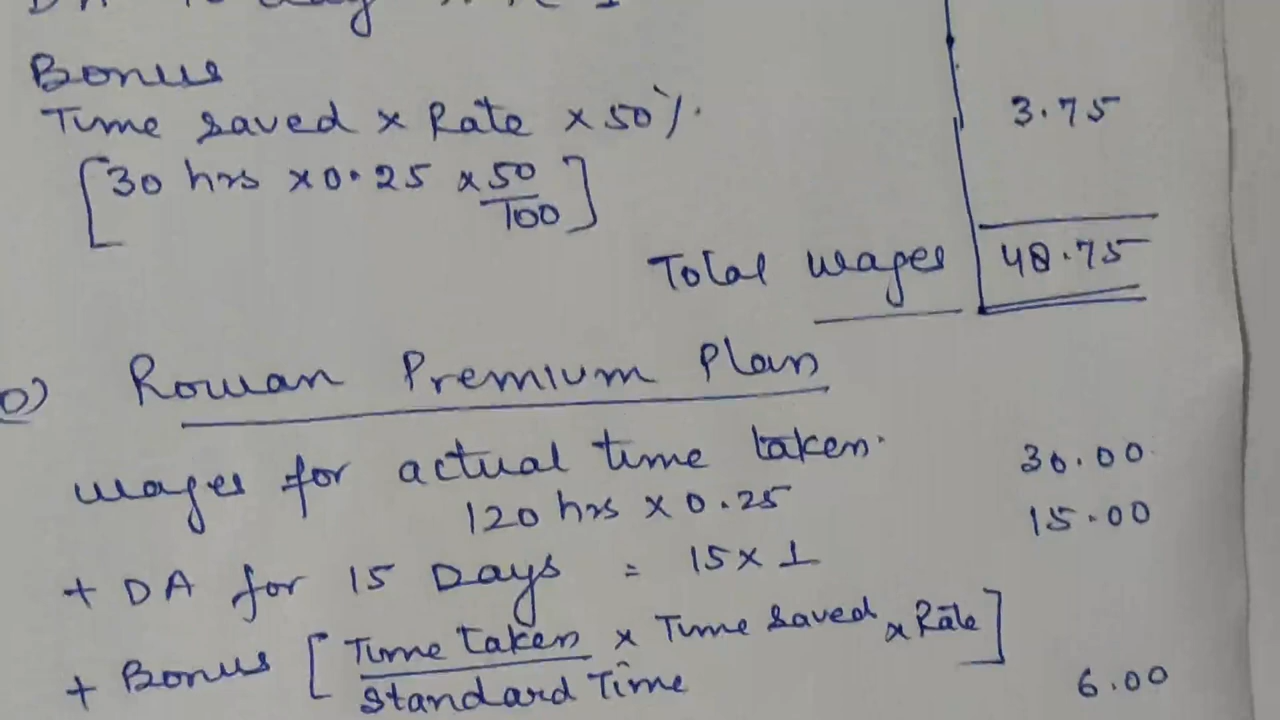 Bonus
Time saved x Rate x 50%.
3.75
[30 hrs x 0.25 x 50/100]
Total wages 48.75
D) Rowan Premium Plan
wages for actual time taken.
30.00
120 hrs x 0.25
15.00
+ DA for 15 Days = 15 x 1
+ Bonus [Time taken/Standard Time x Time saved x Rate]
6.00